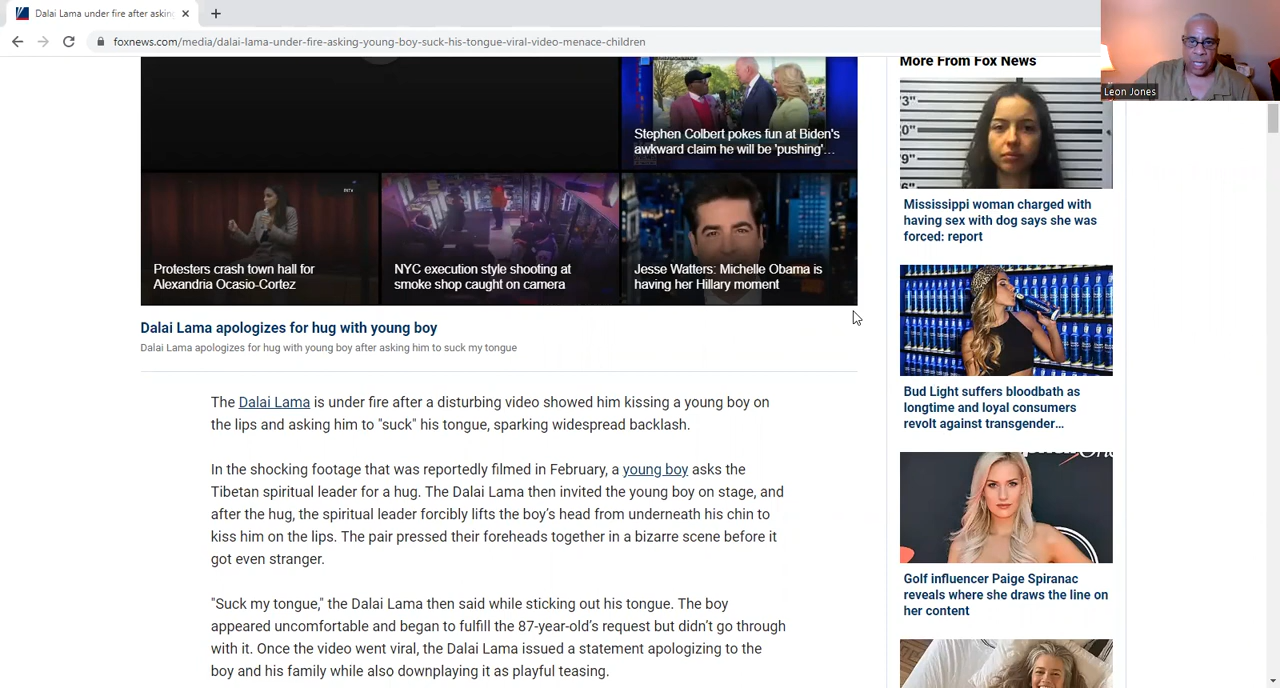 Dalai Lama under fire after asking
foxnews.com/media/dalai-lama-under-fire-asking-young-boy-suck-his-tongue-viral-video-menace-children
Leon Jones
Stephen Colbert pokes fun at Biden's
awkward claim he will be 'pushing'...
Protesters crash town hall for
Alexandria Ocasio-Cortez
NYC execution style shooting at
smoke shop caught on camera
Jesse Watters: Michelle Obama is
having her Hillary moment
Dalai Lama apologizes for hug with young boy
Dalai Lama apologizes for hug with young boy after asking him to suck my tongue
The Dalai Lama is under fire after a disturbing video showed him kissing a young boy on
the lips and asking him to "suck" his tongue, sparking widespread backlash.
In the shocking footage that was reportedly filmed in February, a young boy asks the
Tibetan spiritual leader for a hug. The Dalai Lama then invited the young boy on stage, and
after the hug, the spiritual leader forcibly lifts the boy's head from underneath his chin to
kiss him on the lips. The pair pressed their foreheads together in a bizarre scene before it
got even stranger.
"Suck my tongue," the Dalai Lama then said while sticking out his tongue. The boy
appeared uncomfortable and began to fulfill the 87-year-old's request but didn't go through
with it. Once the video went viral, the Dalai Lama issued a statement apologizing to the
boy and his family while also downplaying it as playful teasing.
More From Fox News
Mississippi woman charged with
having sex with dog says she was
forced: report
Bud Light suffers bloodbath as
longtime and loyal consumers
revolt against transgender...
Golf influencer Paige Spiranac
reveals where she draws the line on
her content